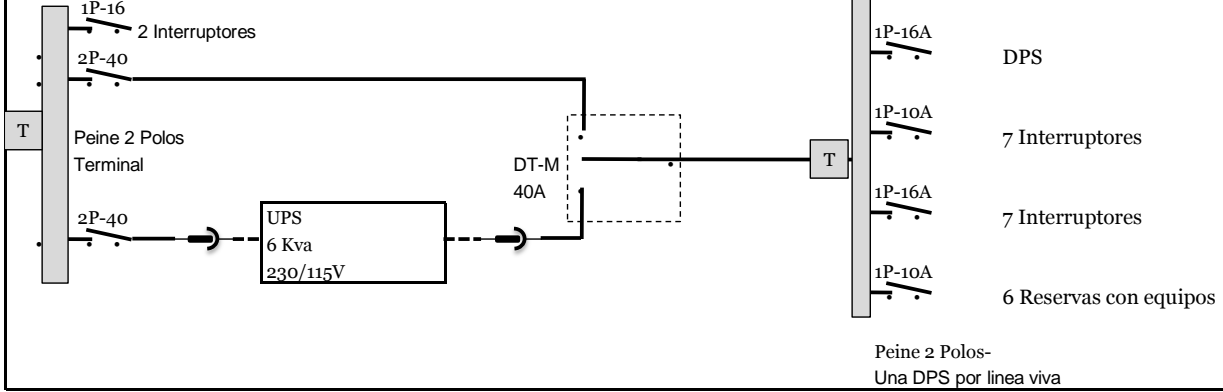 1P-16
2 Interruptores
2P-40
T
Peine 2 Polos
Terminal
2P-40
UPS
6 Kva
230/115V
DT-M
40A
T
1P-16A
DPS
1P-10A
7 Interruptores
1P-16A
7 Interruptores
1P-10A
6 Reservas con equipos
Peine 2 Polos-
Una DPS por linea viva